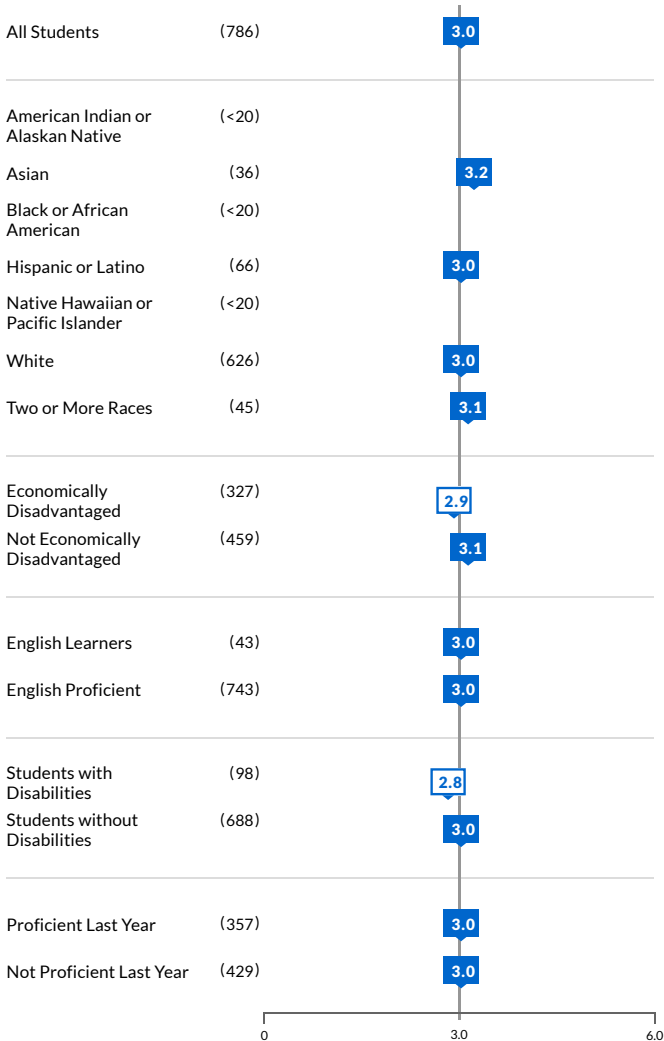 All Students (786) 3.0
American Indian or (<20)
Alaskan Native
Asian (36) 3.2
Black or African (<20)
American
Hispanic or Latino (66) 3.0
Native Hawaiian or (<20)
Pacific Islander
White (626) 3.0
Two or More Races (45) 3.1
Economically (327) 2.9
Disadvantaged
Not Economically (459) 3.1
Disadvantaged
English Learners (43) 3.0
English Proficient (743) 3.0
Students with (98) 2.8
Disabilities
Students without (688) 3.0
Disabilities
Proficient Last Year (357) 3.0
Not Proficient Last Year (429) 3.0
0 3.0 6.0